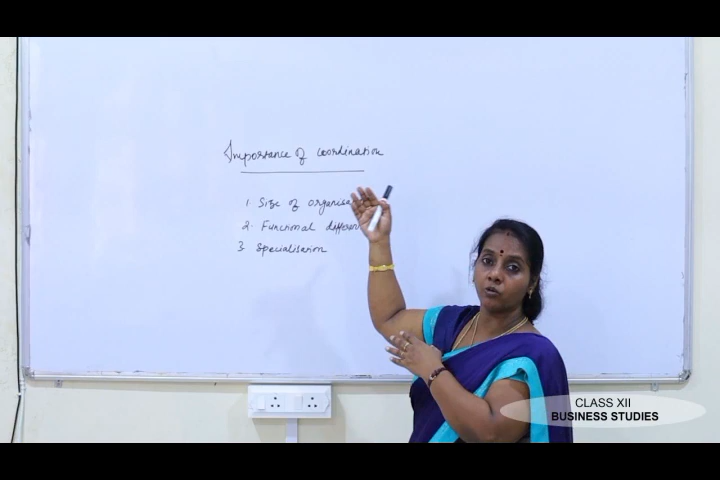 Importance of coordination
1. Size of organisa
2. Functional differen
3 Specialisation
CLASS XII
BUSINESS STUDIES